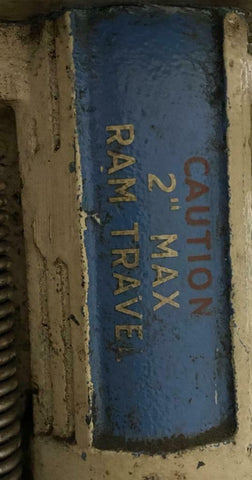 CAUTION
2" MAX
RAM TRAVEL